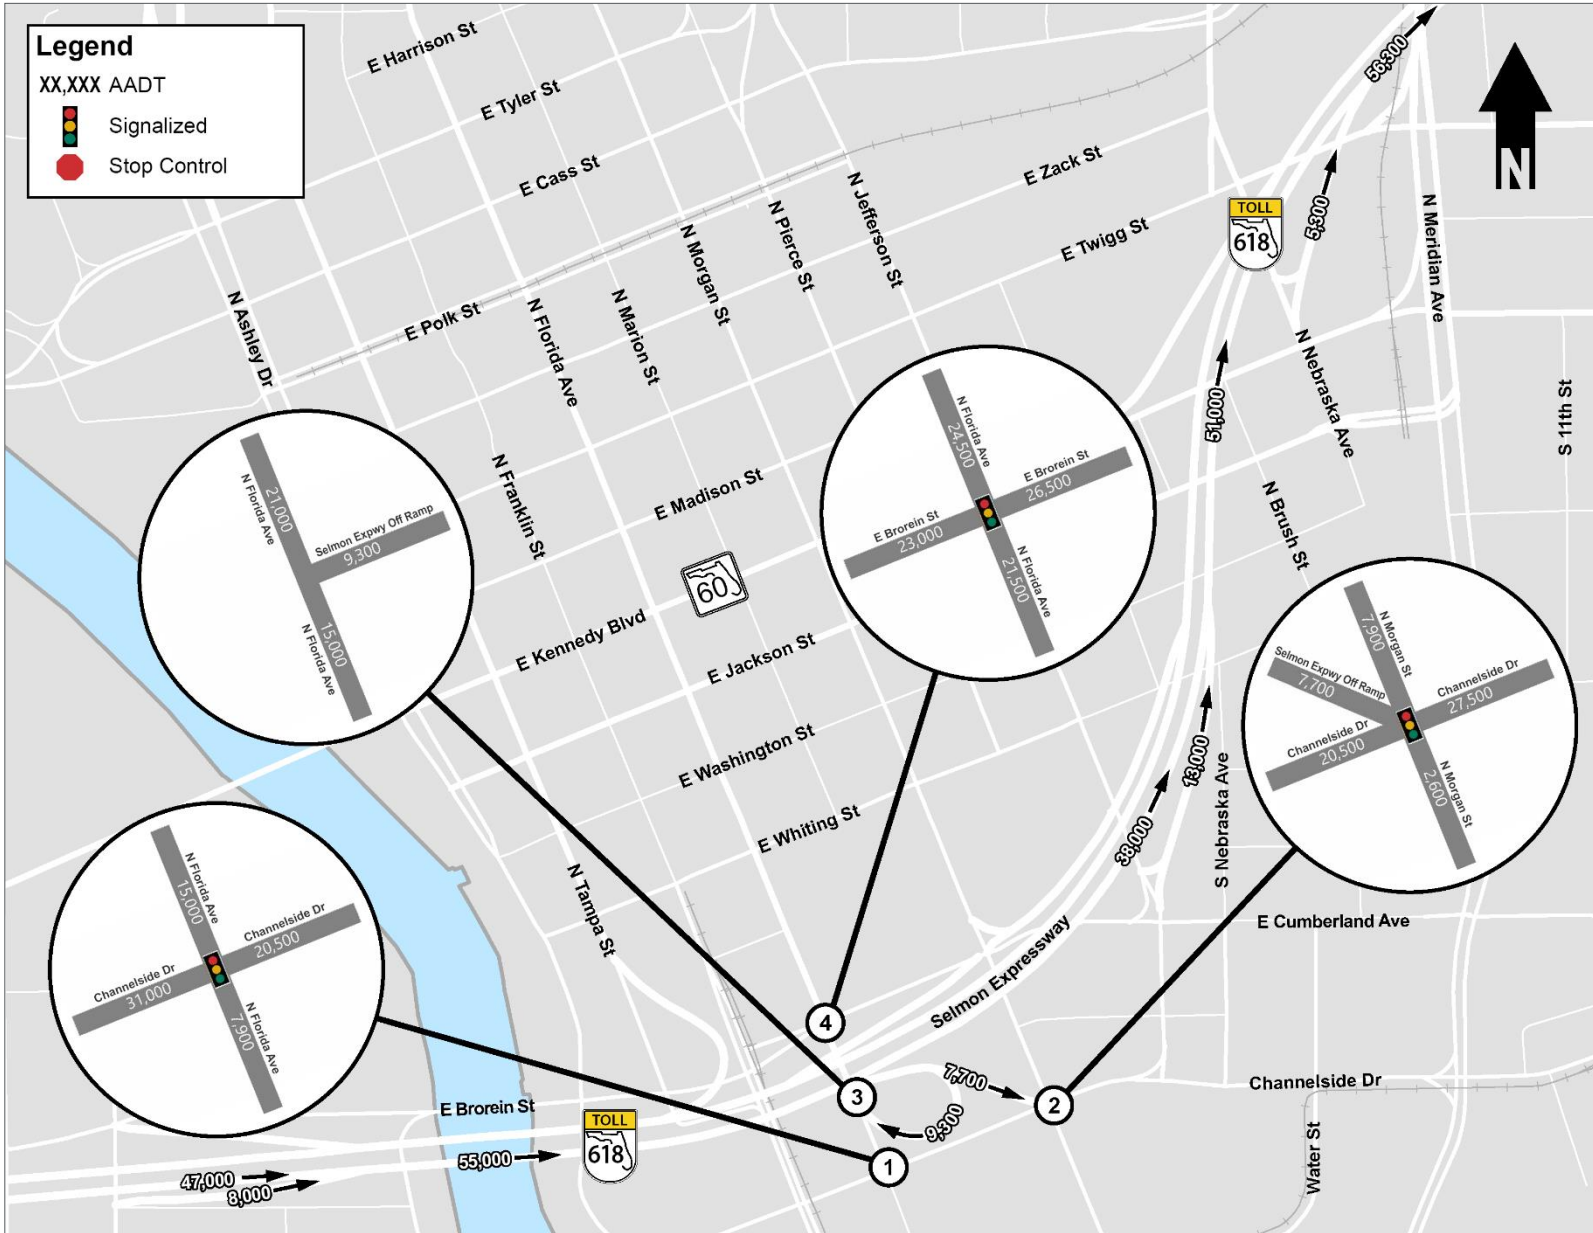 Legend
XX,XXX AADT
Signalized
Stop Control
E Harrison St
E Tyler St
E Cass St
E Zack St
E Twigg St
E Polk St
N Ashley Dr
N Florida Ave
N Marion St
N Morgan St
N Pierce St
N Jefferson St
TOLL
618
56,300
5,300
N
N Meridian Ave
51,000
N Nebraska Ave
S 11th St
N Brush St
N Franklin St
E Madison St
60
E Kennedy Blvd
E Jackson St
E Washington St
E Whiting St
N Tampa St
21,000
N Florida Ave
Selmon Expwy Off Ramp
9,300
15,000
N Florida Ave
N Florida Ave
24,500
E Brorein St
26,500
E Brorein St
23,000
N Florida Ave
21,500
N Morgan St
7,900
Selmon Expwy Off Ramp
7,700
Channelside Dr
27,500
Channelside Dr
20,500
N Morgan St
2,600
N Florida Ave
15,000
Channelside Dr
20,500
Channelside Dr
31,000
N Florida Ave
7,900
13,000
38,000
S Nebraska Ave
E Cumberland Ave
Selmon Expressway
4
3
2
1
7,700
9,300
Channelside Dr
Water St
E Brorein St
TOLL
618
55,000
47,000
8,000